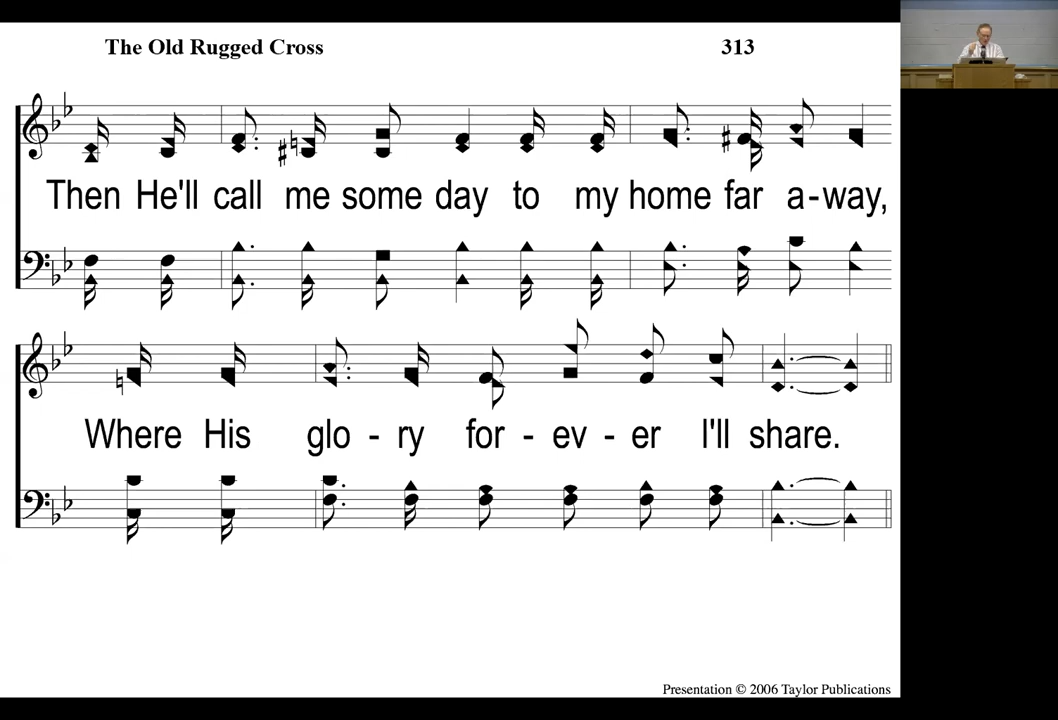 The Old Rugged Cross 313
Then He'll call me some day to my home far a-way,
Where His glo - ry for - ev - er I'll share.
Presentation © 2006 Taylor Publications